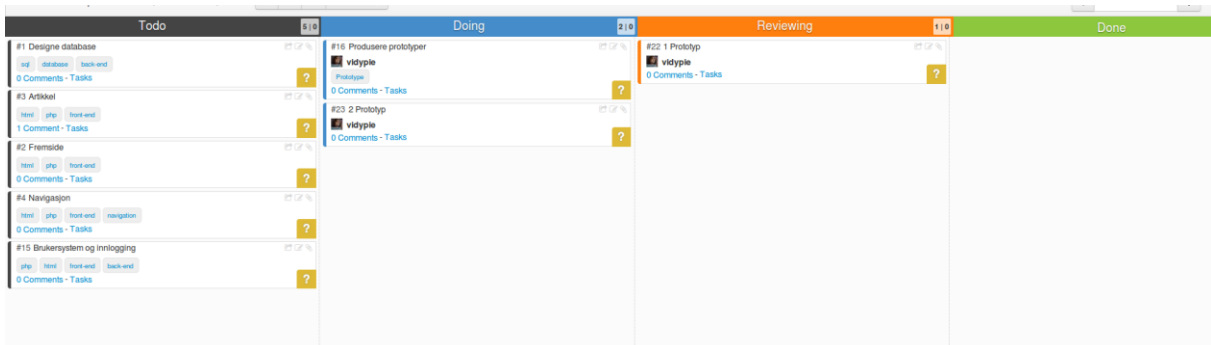 Todo
5 | 0
#1 Designe database
sql database back-end
0 Comments - Tasks
?
#3 Artikkel
html php front-end
1 Comment - Tasks
?
#2 Fremside
html php front-end
0 Comments - Tasks
?
#4 Navigasjon
html php front-end navigation
0 Comments - Tasks
?
#15 Brukersystem og innlogging
php html front-end back-end
0 Comments - Tasks
?
Doing
2 | 0
#16 Produsere prototyper
vidypie
Prototype
0 Comments - Tasks
?
#23 2 Prototyp
vidypie
0 Comments - Tasks
?
Reviewing
1 | 0
#22 1 Prototyp
vidypie
0 Comments - Tasks
?
Done